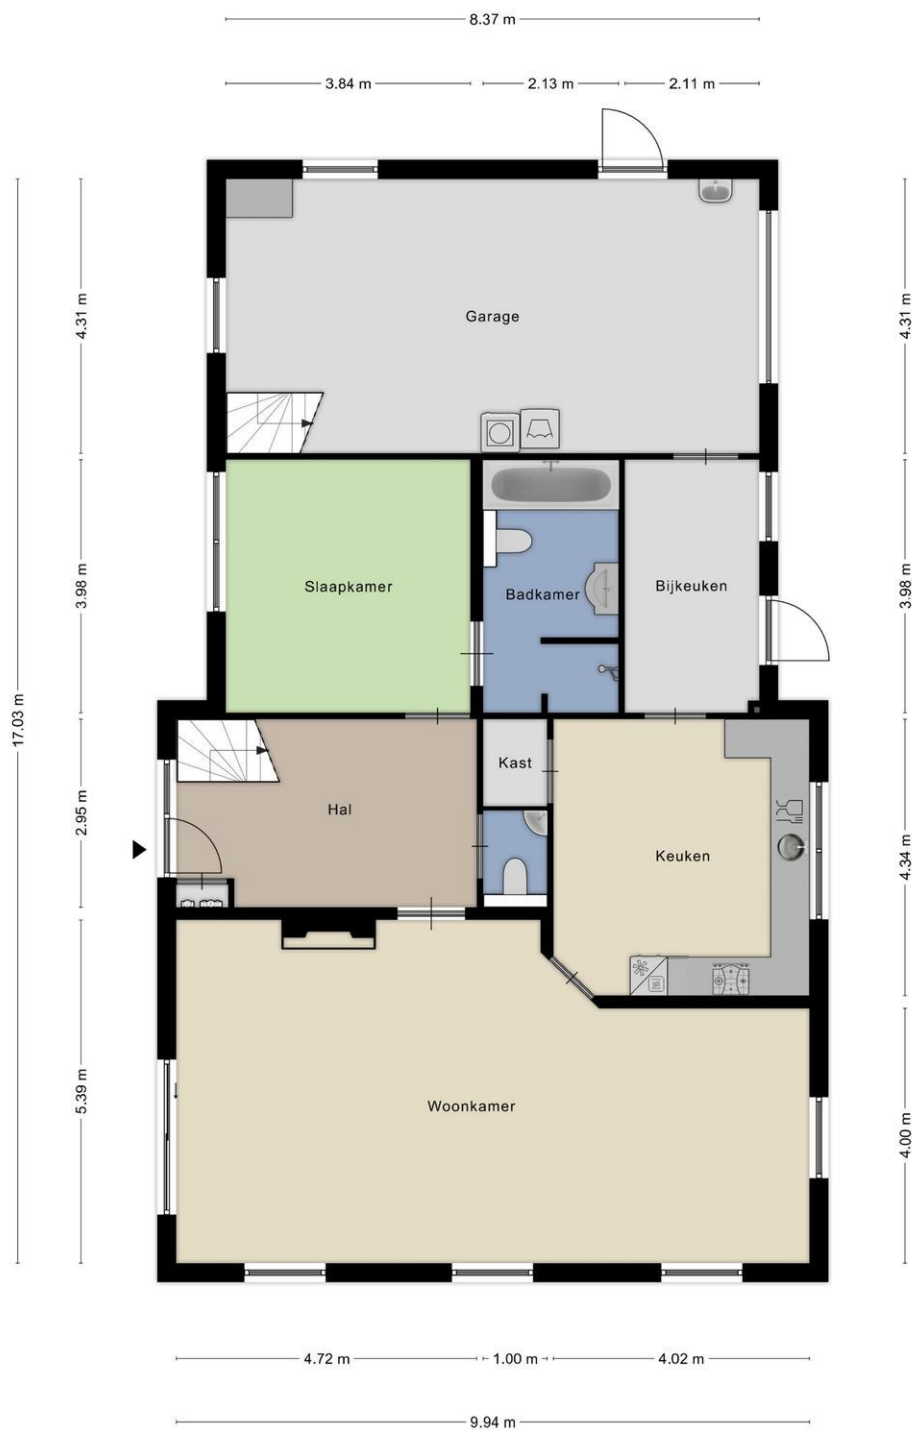 8.37 m
3.84 m
2.13 m
2.11 m
4.31 m
4.31 m
Garage
3.98 m
Slaapkamer
Badkamer
Bijkeuken
3.98 m
17.03 m
2.95 m
Hal
Kast
Keuken
4.34 m
5.39 m
Woonkamer
4.00 m
4.72 m
1.00 m
4.02 m
9.94 m